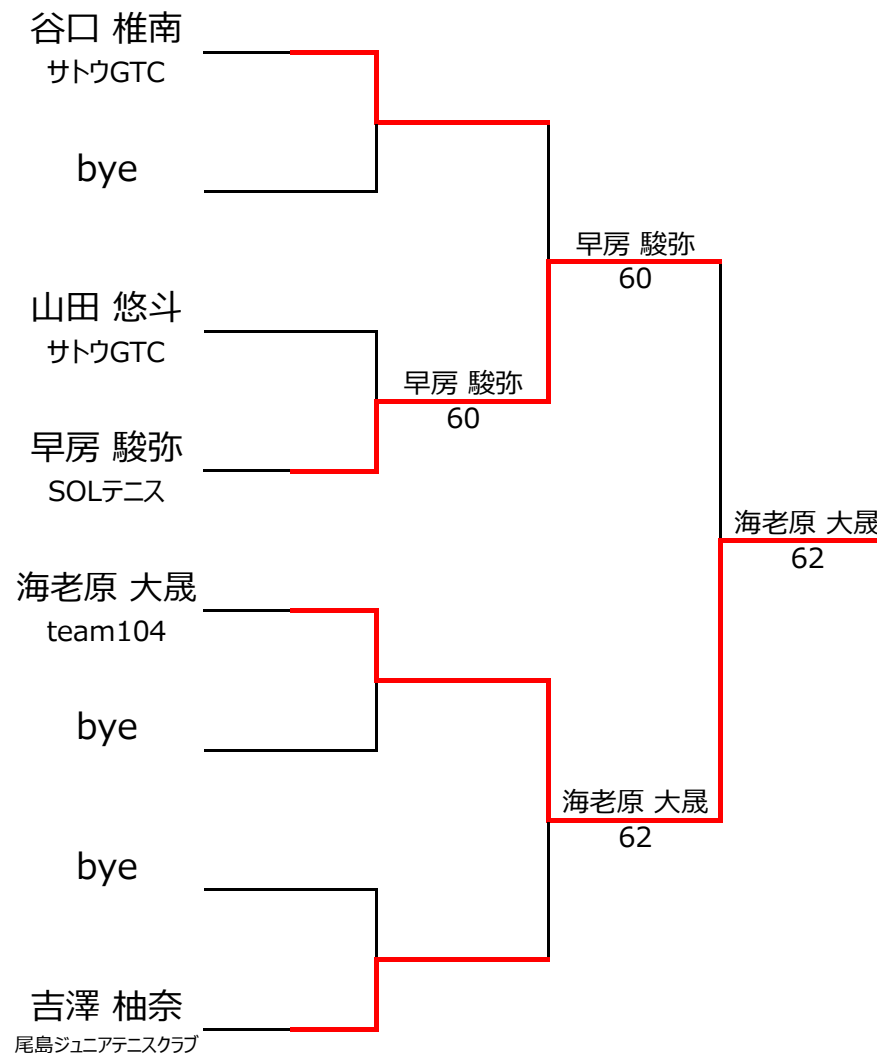 谷口 椎南
サトウGTC
bye
山田 悠斗
サトウGTC
早房 駿弥
SOLテニス
海老原 大晟
team104
bye
bye
吉澤 柚奈
尾島ジュニアテニスクラブ
早房 駿弥
60
早房 駿弥
60
海老原 大晟
62
海老原 大晟
62